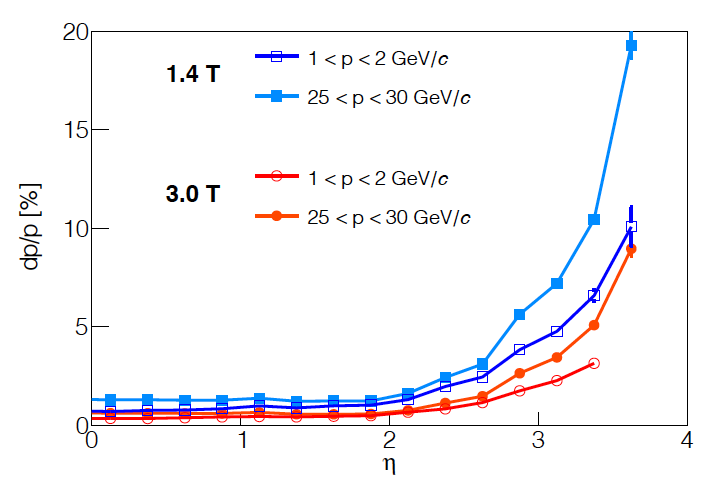 20
15
10
5
0
dp/p [%]
1.4 T
1 < p < 2 GeV/c
25 < p < 30 GeV/c
3.0 T
1 < p < 2 GeV/c
25 < p < 30 GeV/c
0 1 2 3 4
η